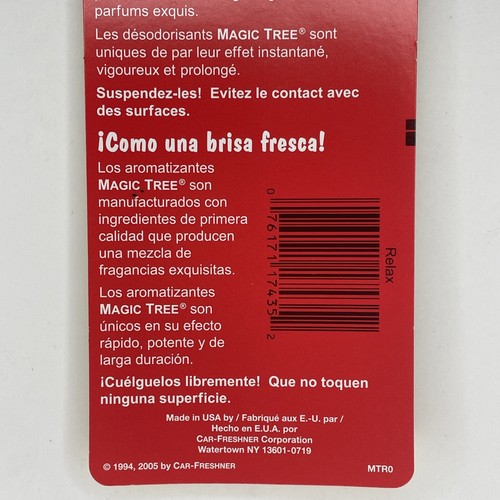 parfums exquis.
Les désodorisants MAGIC TREE® sont
uniques de par leur effet instantané,
vigoureux et prolongé.
Suspendez-les! Evitez le contact avec
des surfaces.
¡Como una brisa fresca!
Los aromatizantes
MAGIC TREE® son
manufacturados con
ingredientes de primera
calidad que producen
una mezcla de
fragancias exquisitas.
Los aromatizantes
MAGIC TREE® son
únicos en su efecto
rápido, potente y de
larga duración.
0 76171 17435 2
Relax
¡Cuélguelos libremente! Que no toquen
ninguna superficie.
Made in USA by / Fabriqué aux E.-U. par /
Hecho en E.U.A. por
CAR-FRESHNER Corporation
Watertown NY 13601-0719
© 1994, 2005 by CAR-FRESHNER
MTR0